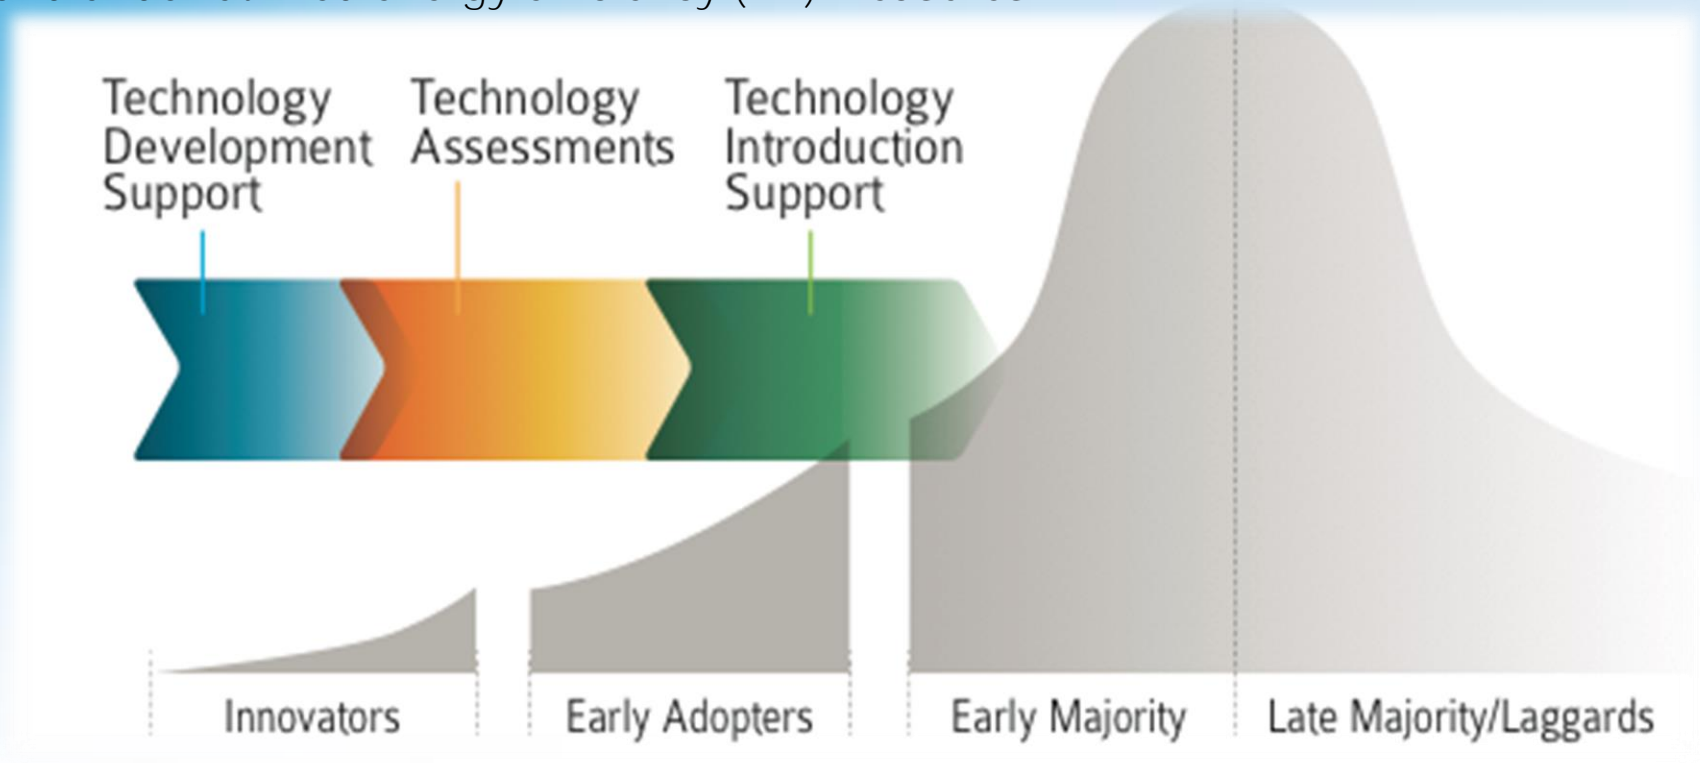 Technology
Development
Support
Technology
Assessments
Technology
Introduction
Support
Innovators
Early Adopters
Early Majority
Late Majority/Laggards